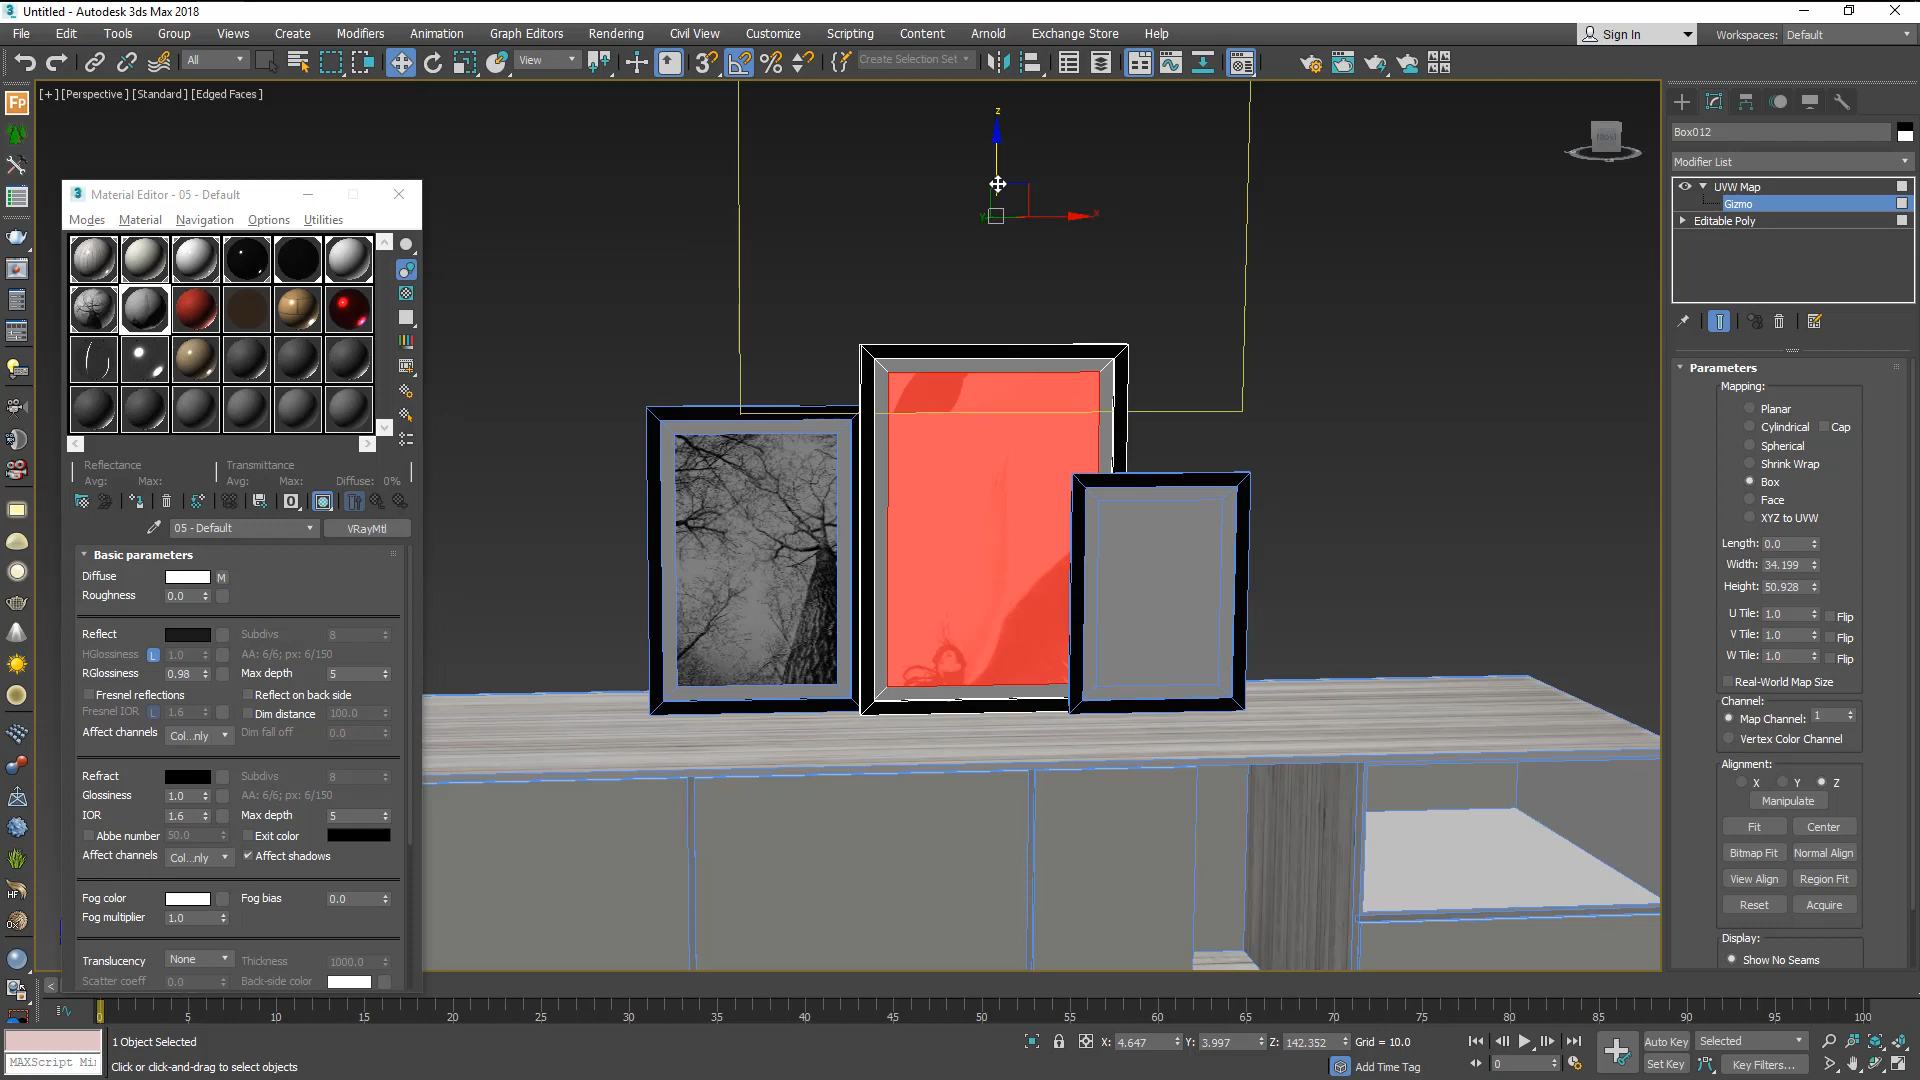 Untitled - Autodesk 3ds Max 2018
File Edit Tools Group Views Create Modifiers Animation Graph Editors Rendering Civil View Customize Scripting Content Arnold Exchange Store Help
Sign In Workspaces: Default
All View Create Selection Set
[+] [Perspective ] [Standard ] [Edged Faces ]
Fp
Box012
Modifier List
UVW Map
Gizmo
Editable Poly
Material Editor - 05 - Default
Modes Material Navigation Options Utilities
Reflectance Transmittance
Avg: Max: Avg: Max: Diffuse: 0%
05 - Default VRayMtl
Basic parameters
Diffuse M
Roughness 0.0
Reflect Subdivs 8
HGlossiness L 1.0 AA: 6/6; px: 6/150
RGlossiness 0.98 Max depth 5
Fresnel reflections Reflect on back side
Fresnel IOR L 1.6 Dim distance 100.0
Affect channels Col...nly Dim fall off 0.0
Refract Subdivs 8
Glossiness 1.0 AA: 6/6; px: 6/150
IOR 1.6 Max depth 5
Abbe number 50.0 Exit color
Affect channels Col...nly Affect shadows
Fog color Fog bias 0.0
Fog multiplier 1.0
Translucency None Thickness 1000.0
Scatter coeff 0.0 Back-side color
z
x
Y
Parameters
Mapping:
Planar
Cylindrical Cap
Spherical
Shrink Wrap
Box
Face
XYZ to UVW
Length: 0.0
Width: 34.199
Height: 50.928
U Tile: 1.0 Flip
V Tile: 1.0 Flip
W Tile: 1.0 Flip
Real-World Map Size
Channel:
Map Channel: 1
Vertex Color Channel
Alignment:
X Y Z
Manipulate
Fit Center
Bitmap Fit Normal Align
View Align Region Fit
Reset Acquire
Display:
Show No Seams
0 5 10 15 20 25 30 35 40 45 50 55 60 65 70 75 80 85 90 95 100
1 Object Selected X: 4.647 Y: 3.997 Z: 142.352 Grid = 10.0 Auto Key Selected
MAXScript Mi Click or click-and-drag to select objects Add Time Tag 0 Set Key Key Filters...